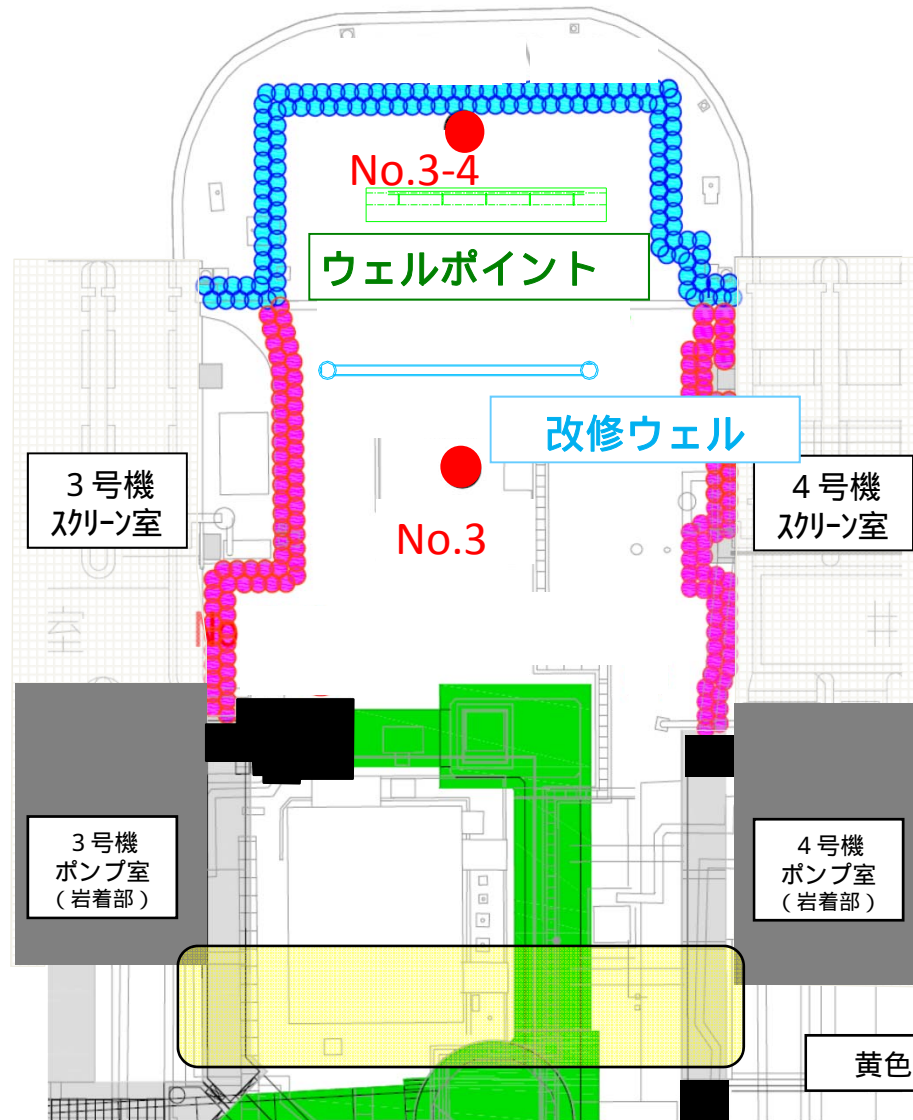 No.3-4
ウェルポイント
改修ウェル
3号機
スクリーン室
4号機
スクリーン室
No.3
No
3号機
ポンプ室
(岩着部)
4号機
ポンプ室
(岩着部)
黄色